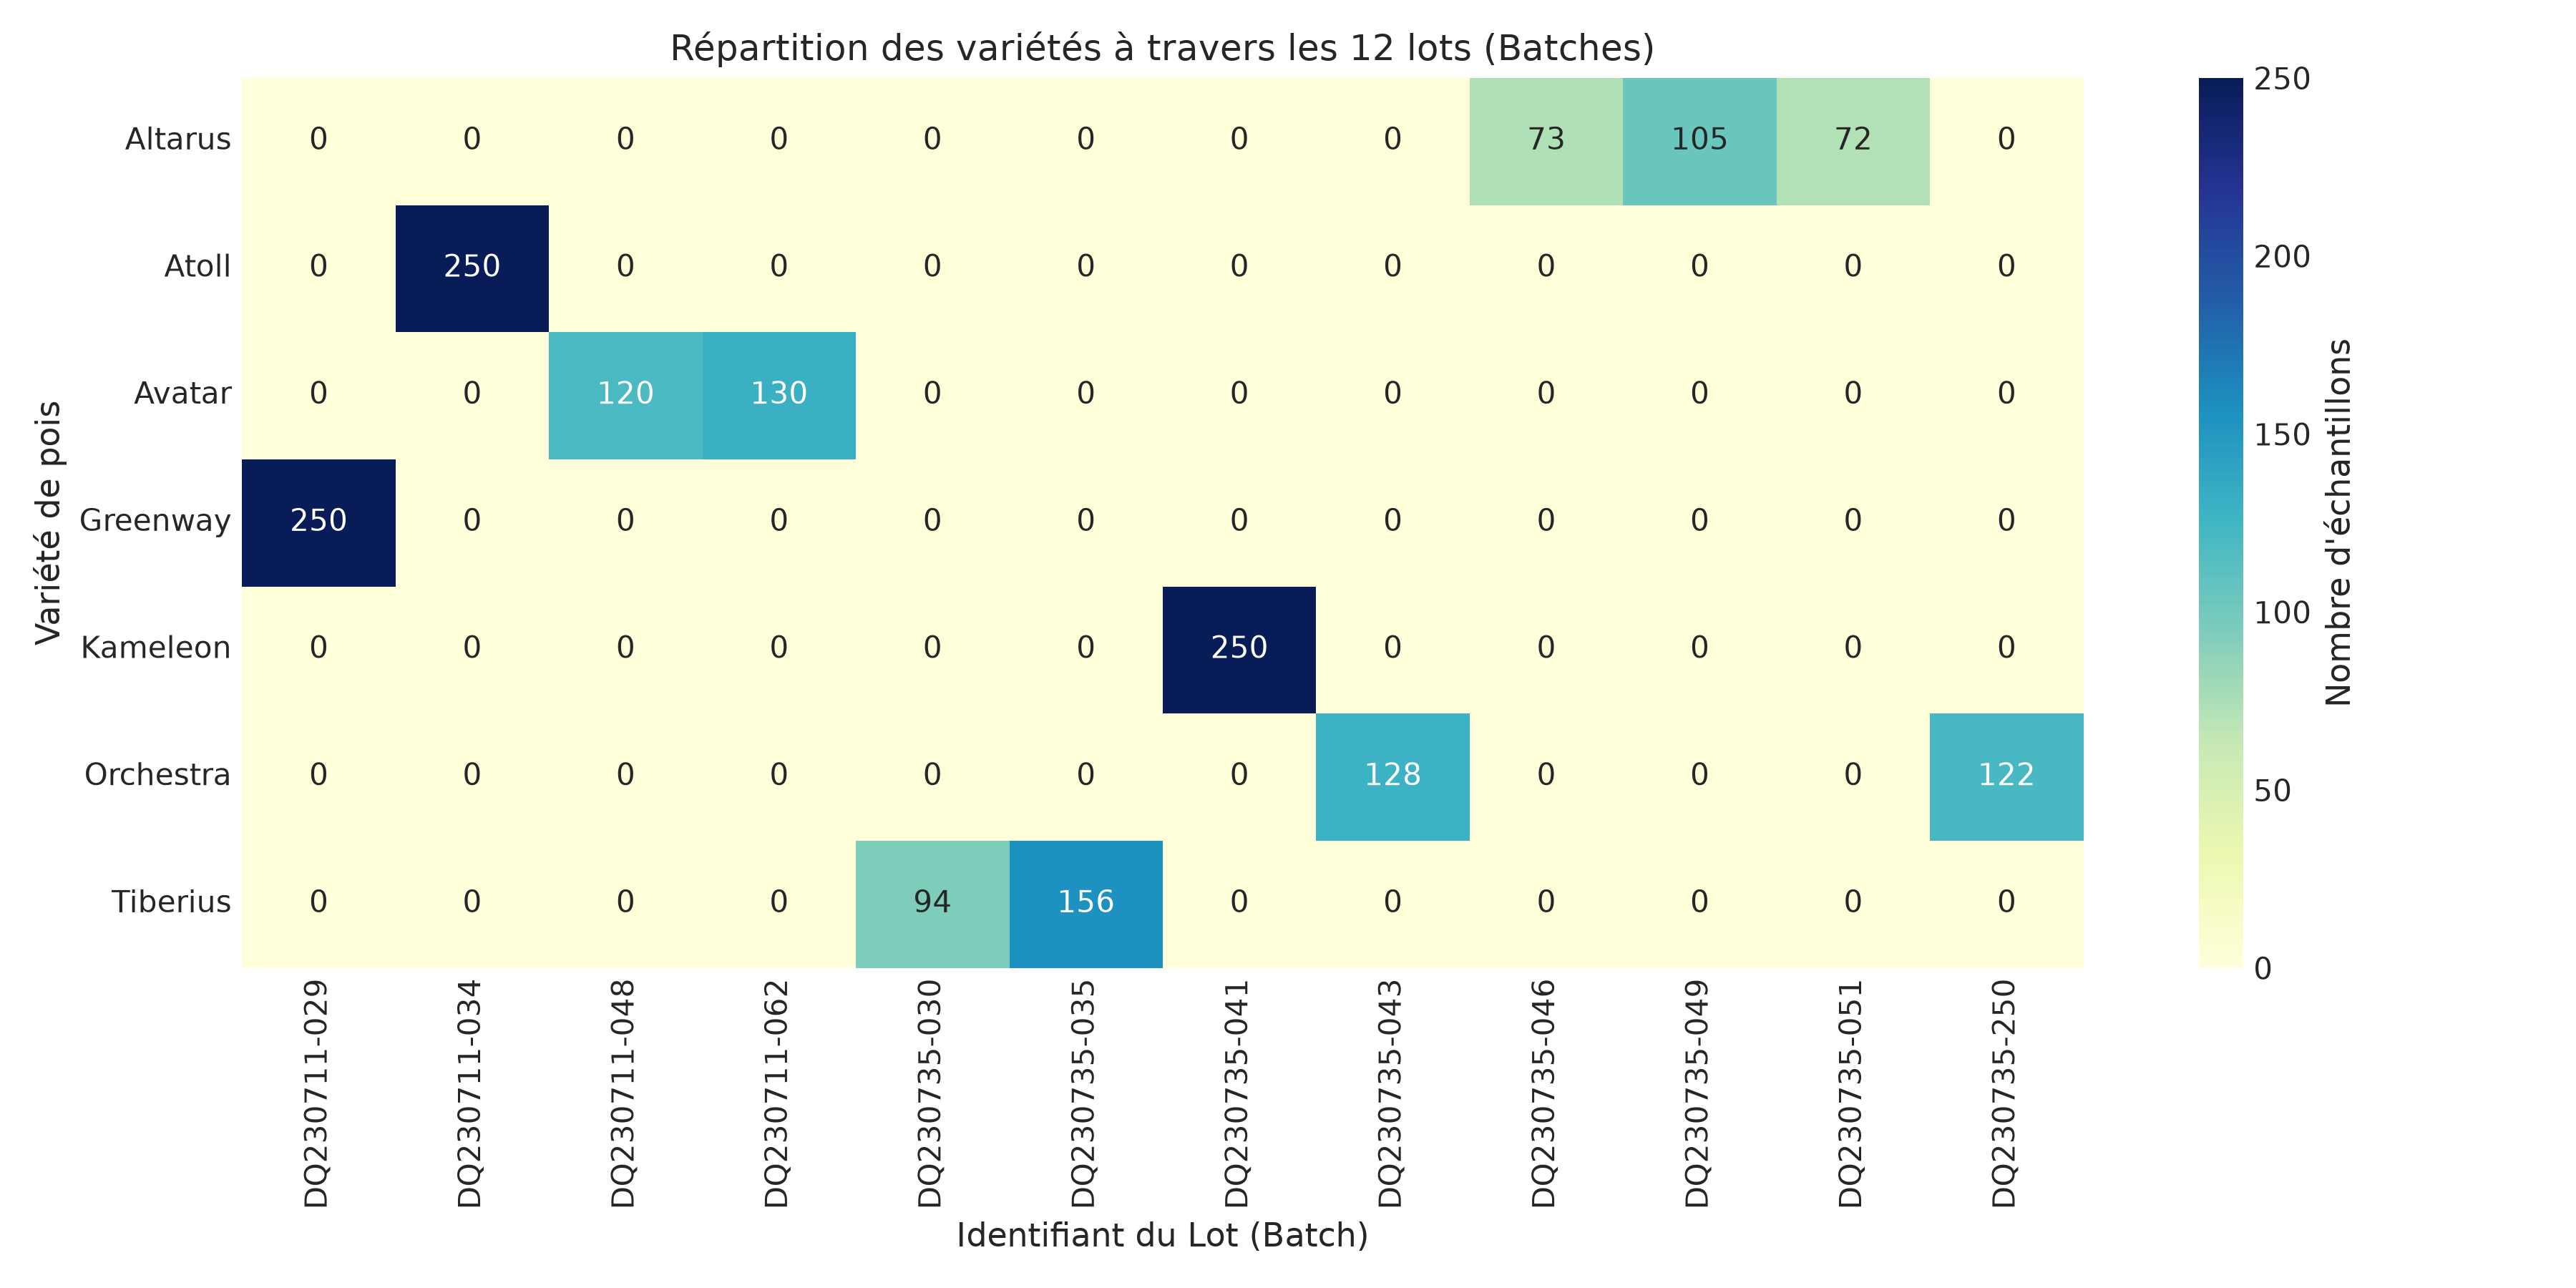 Répartition des variétés à travers les 12 lots (Batches)
Variété de pois
Altarus 0 0 0 0 0 0 0 0 73 105 72 0
Atoll 0 250 0 0 0 0 0 0 0 0 0 0
Avatar 0 0 120 130 0 0 0 0 0 0 0 0
Greenway 250 0 0 0 0 0 0 0 0 0 0 0
Kameleon 0 0 0 0 0 0 250 0 0 0 0 0
Orchestra 0 0 0 0 0 0 0 128 0 0 0 122
Tiberius 0 0 0 0 94 156 0 0 0 0 0 0
DQ230711-029
DQ230711-034
DQ230711-048
DQ230711-062
DQ230735-030
DQ230735-035
DQ230735-041
DQ230735-043
DQ230735-046
DQ230735-049
DQ230735-051
DQ230735-250
Identifiant du Lot (Batch)
250
200
150
100
50
0
Nombre d'échantillons